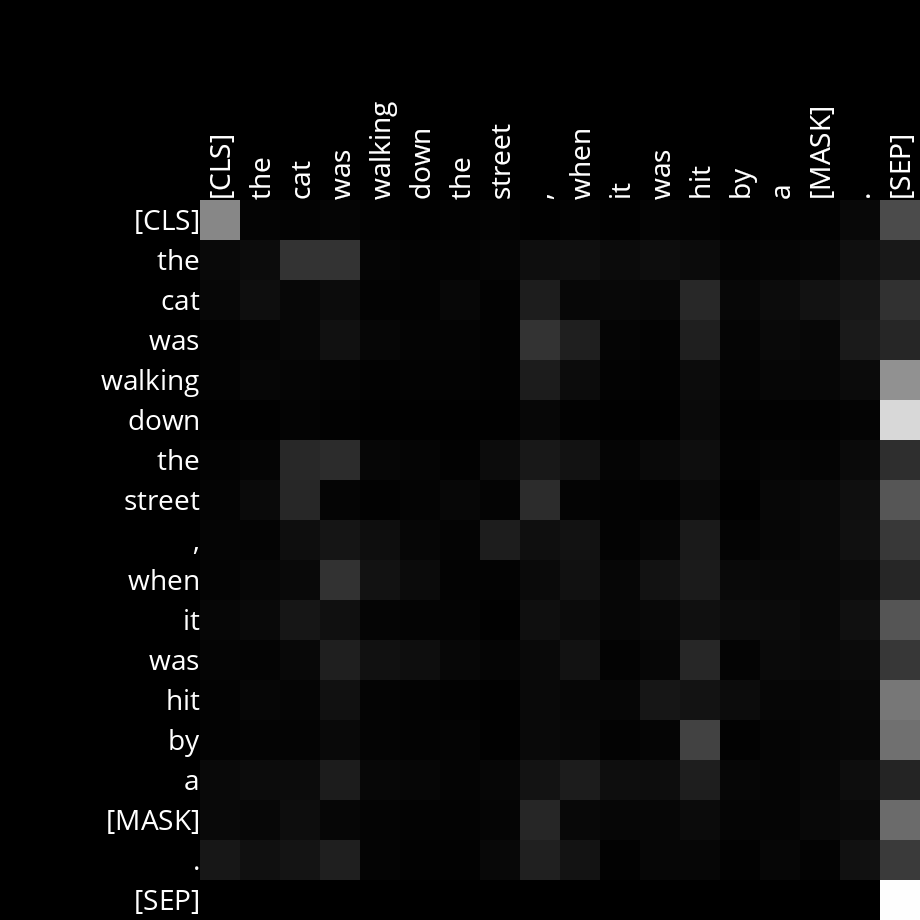 [CLS] the cat was walking down the street , when it was hit by a [MASK] . [SEP]
[CLS]
the
cat
was
walking
down
the
street
,
when
it
was
hit
by
a
[MASK]
.
[SEP]